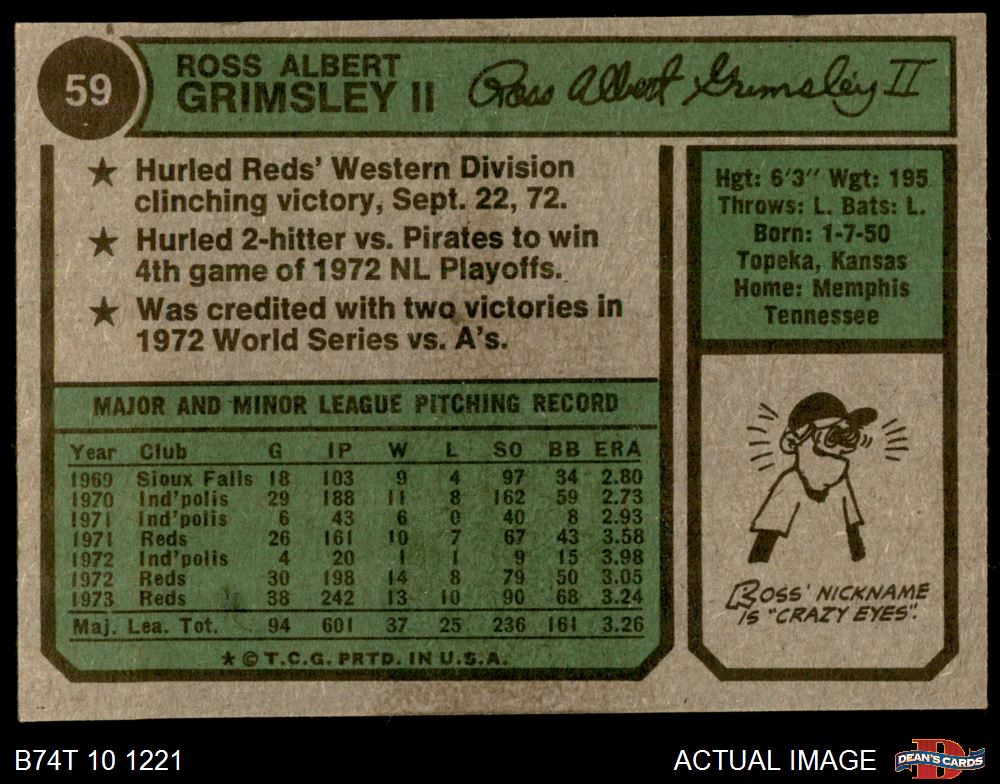 59
ROSS ALBERT
GRIMSLEY II
Ross Albert Grimsley II
★ Hurled Reds' Western Division
clinching victory, Sept. 22, 72.
★ Hurled 2-hitter vs. Pirates to win
4th game of 1972 NL Playoffs.
★ Was credited with two victories in
1972 World Series vs. A's.
Hgt: 6'3" Wgt: 195
Throws: L. Bats: L.
Born: 1-7-50
Topeka, Kansas
Home: Memphis
Tennessee
MAJOR AND MINOR LEAGUE PITCHING RECORD
Year Club G IP W L SO BB ERA
1969 Sioux Falls 18 103 9 4 97 34 2.80
1970 Ind'polis 29 188 11 8 162 59 2.73
1971 Ind'polis 6 43 6 0 40 8 2.93
1971 Reds 26 161 10 7 67 43 3.58
1972 Ind'polis 4 20 1 1 9 15 3.98
1972 Reds 30 198 14 8 79 50 3.05
1973 Reds 38 242 13 10 90 68 3.24
Maj. Lea. Tot. 94 601 37 25 236 161 3.26
★ © T.C.G. PRTD. IN U.S.A.
ROSS' NICKNAME
IS "CRAZY EYES".
B74T 10 1221
ACTUAL IMAGE
DEAN'S CARDS